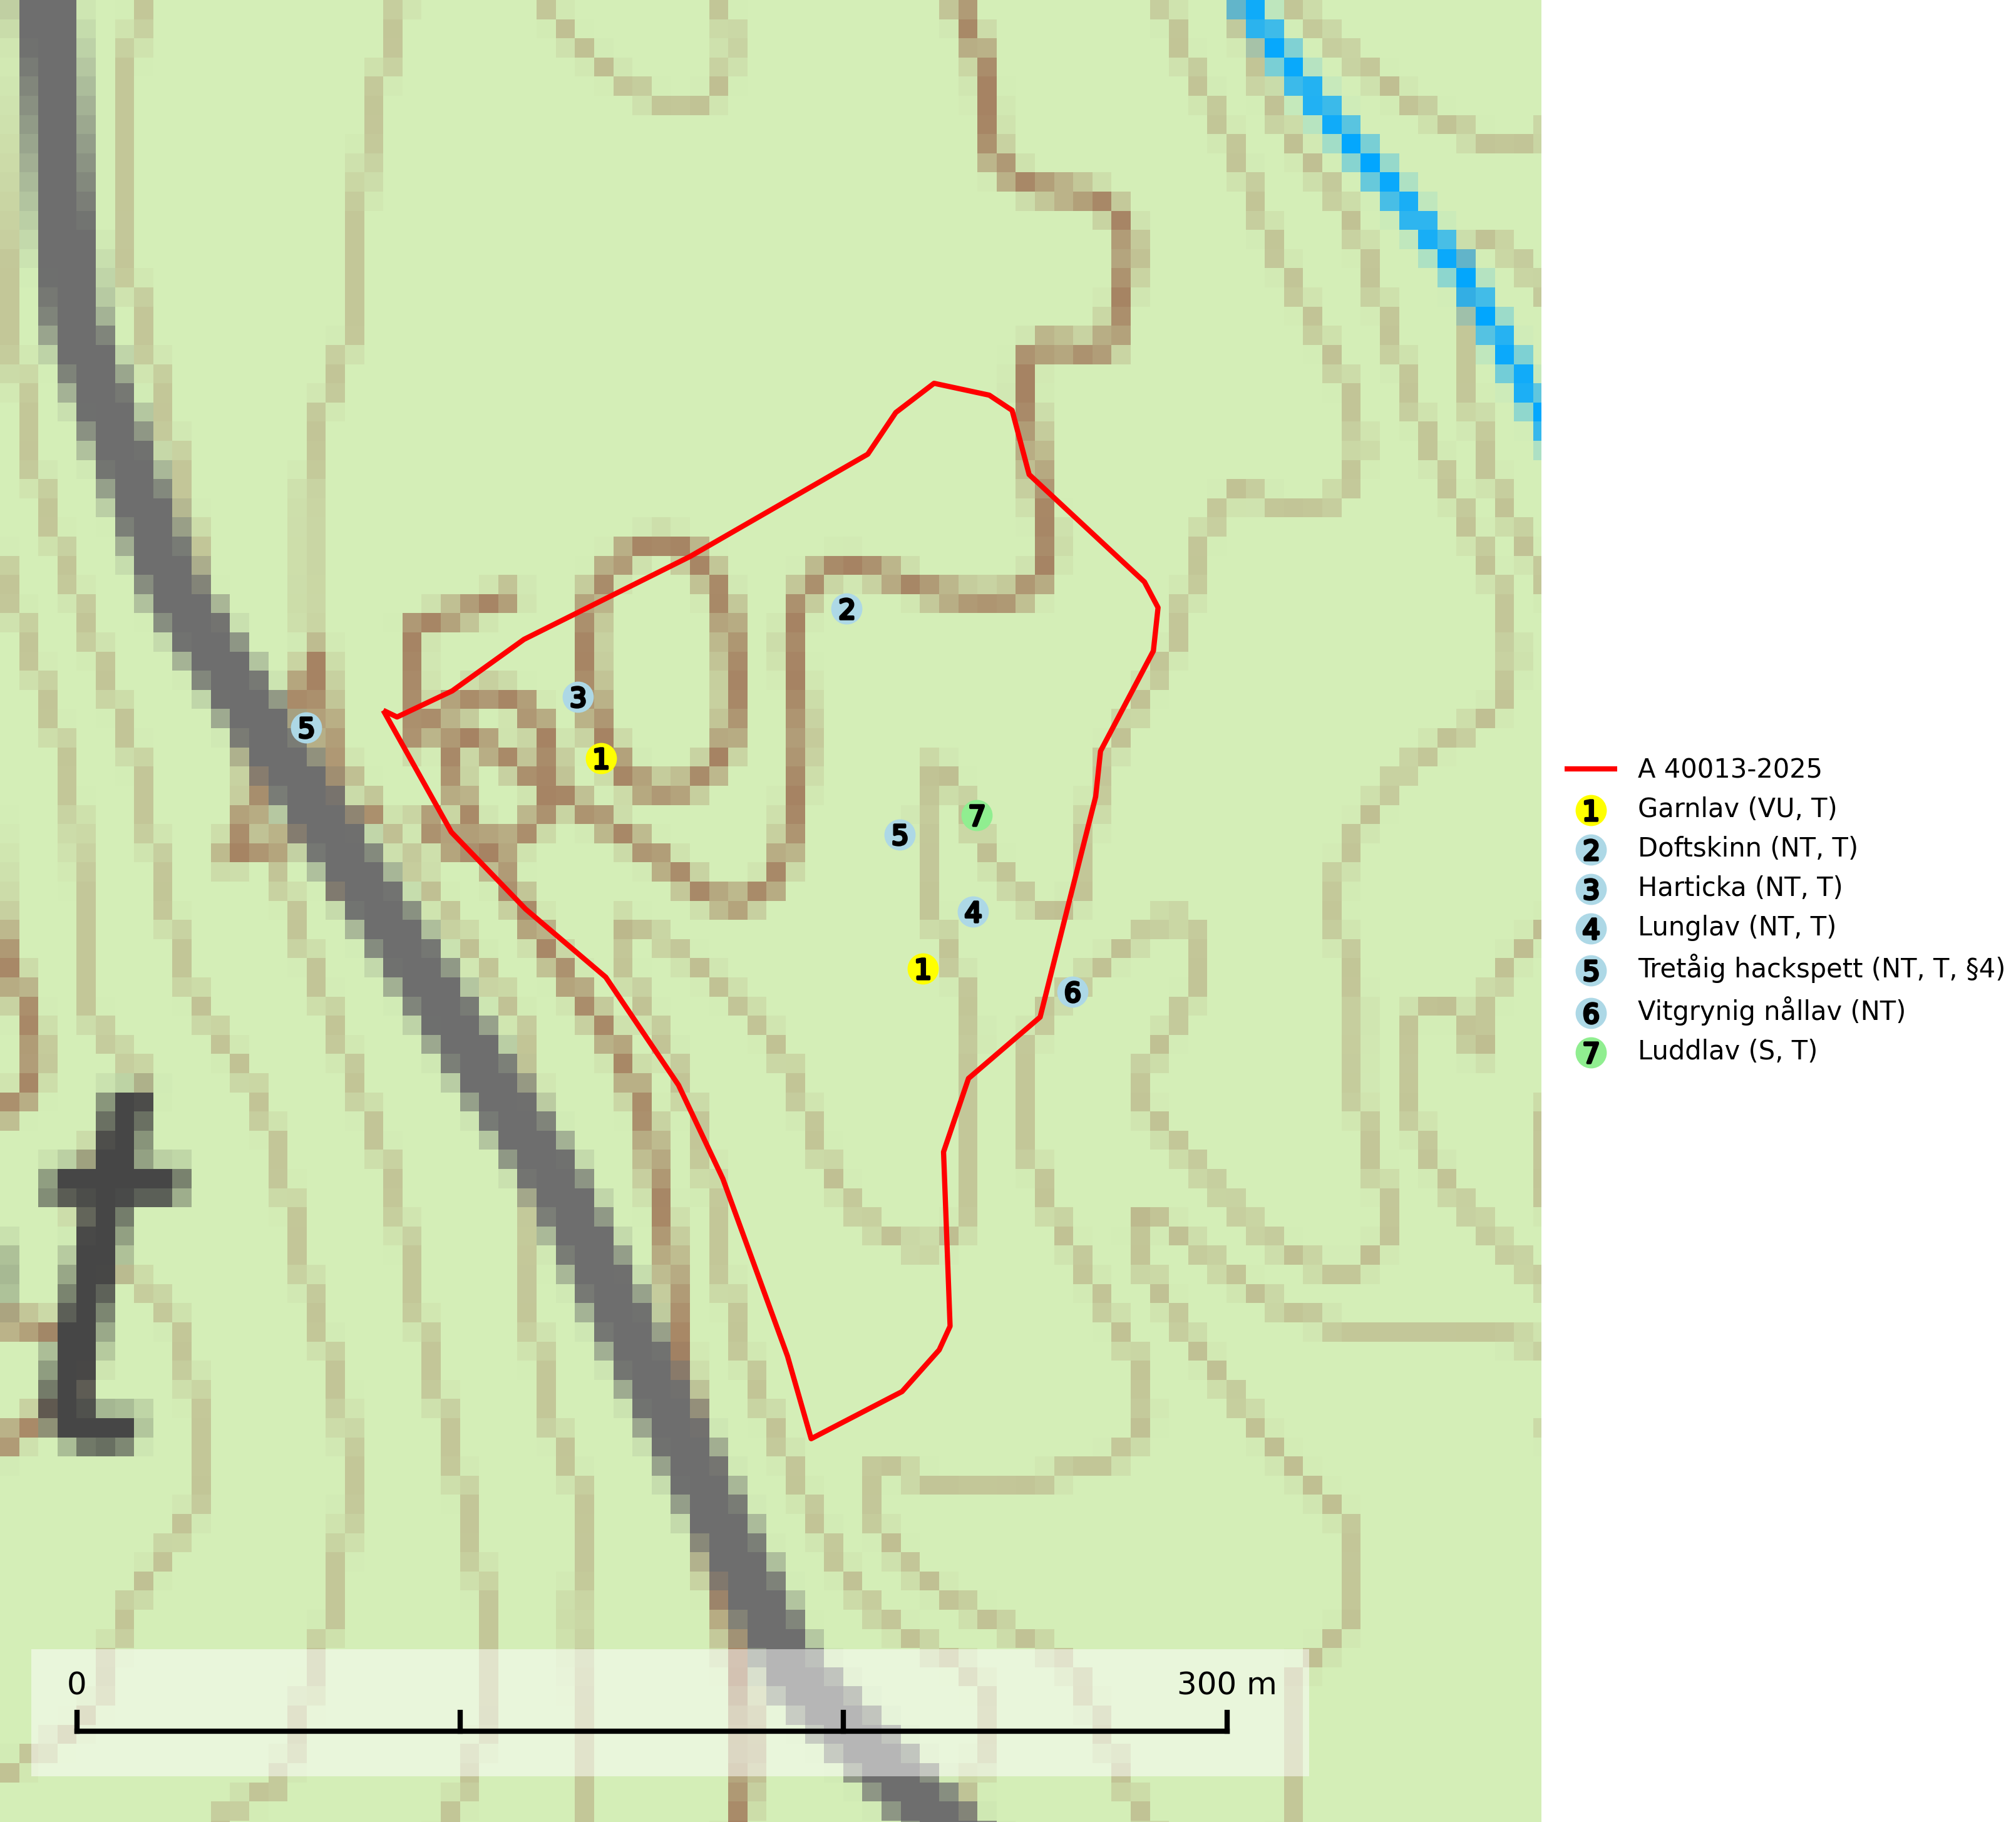 2
3
5
1
7
5
4
1
6
0
300 m
A 40013-2025
1 Garnlav (VU, T)
2 Doftskinn (NT, T)
3 Harticka (NT, T)
4 Lunglav (NT, T)
5 Tretåig hackspett (NT, T, §4)
6 Vitgrynig nållav (NT)
7 Luddlav (S, T)